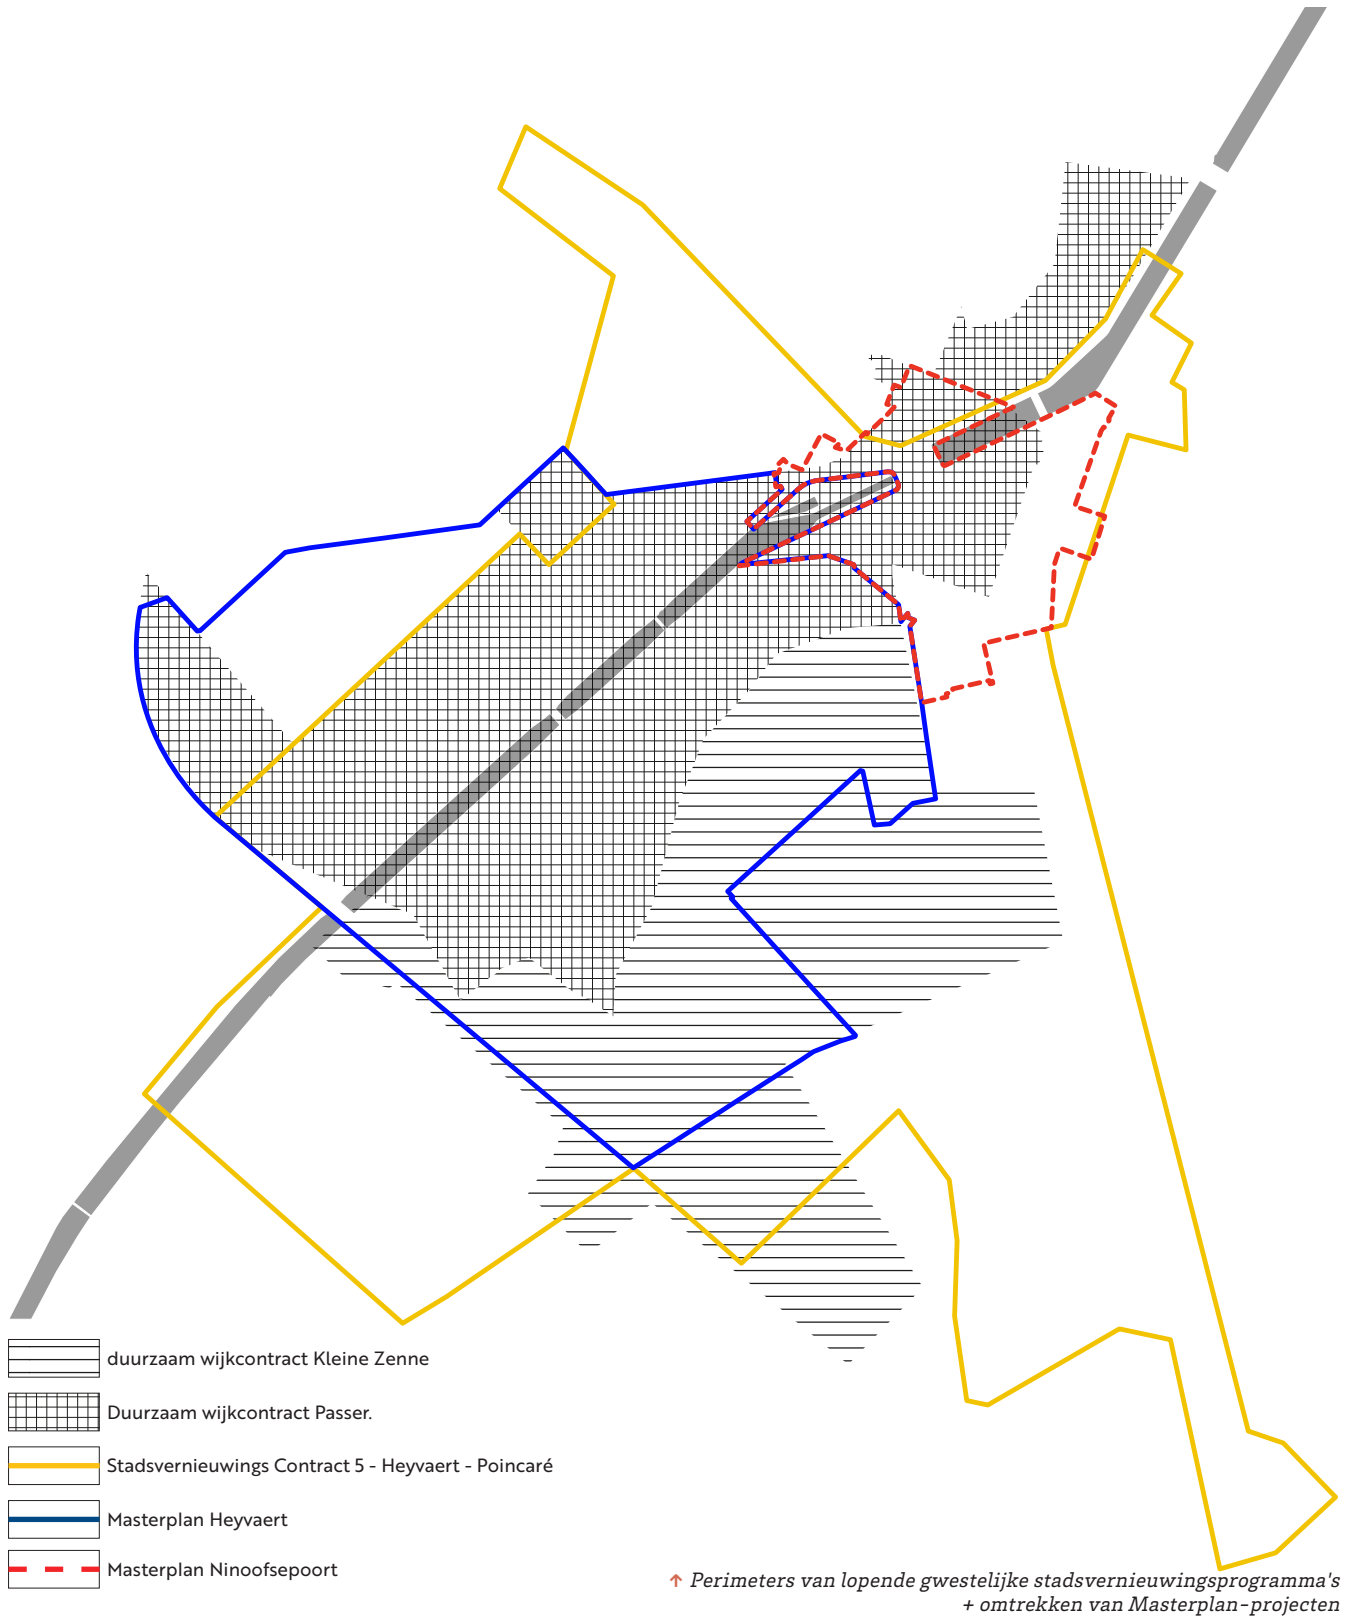 duurzaam wijkcontract Kleine Zenne
Duurzaam wijkcontract Passer.
Stadsvernieuwings Contract 5 - Heyvaert - Poincaré
Masterplan Heyvaert
Masterplan Ninoofsepoort
↑ Perimeters van lopende gwestelijke stadsvernieuwingsprogramma's
+ omtrekken van Masterplan-projecten